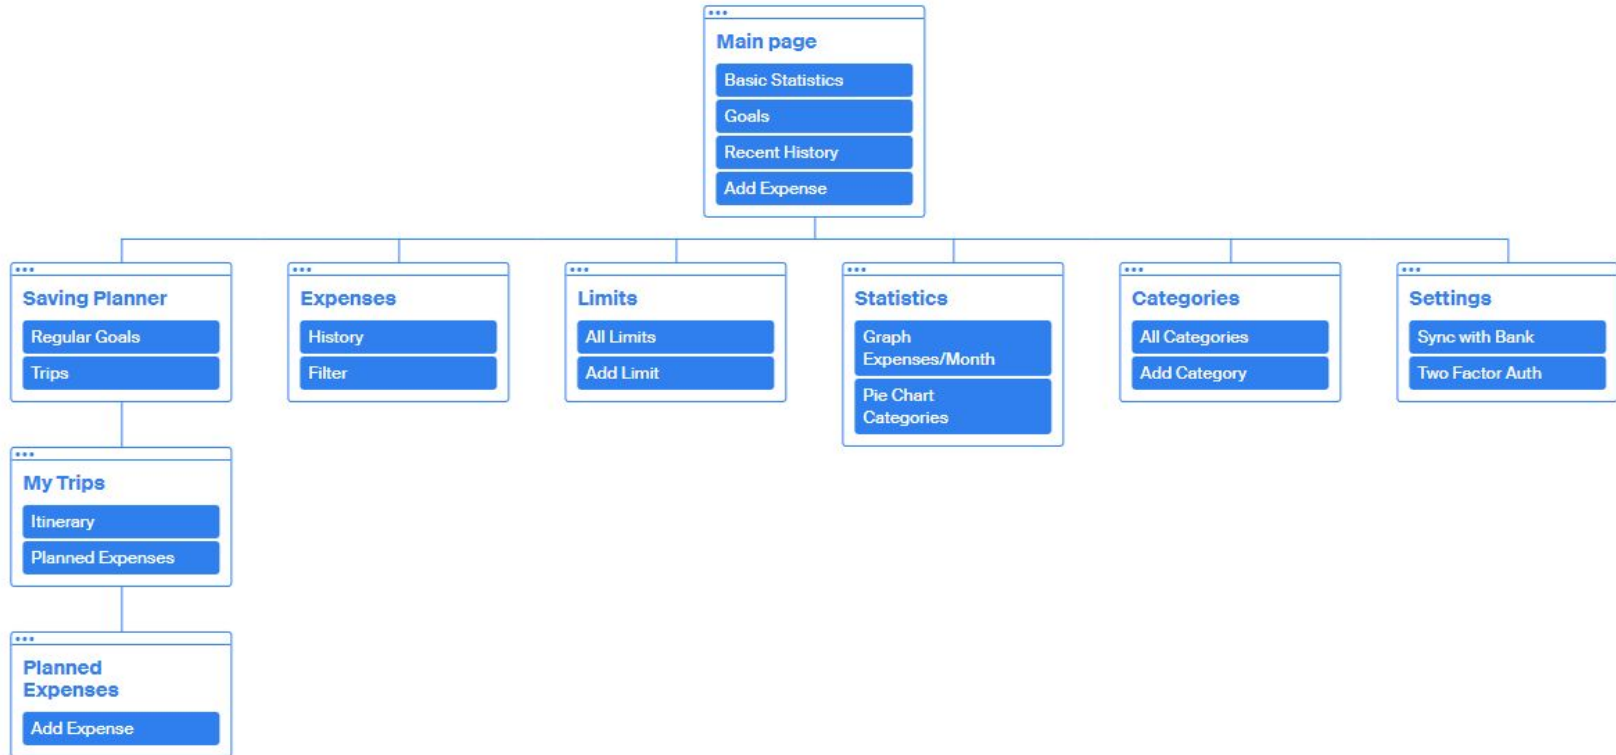 Main page
Basic Statistics
Goals
Recent History
Add Expense
Saving Planner
Regular Goals
Trips
Expenses
History
Filter
Limits
All Limits
Add Limit
Statistics
Graph
Expenses/Month
Pie Chart
Categories
Categories
All Categories
Add Category
Settings
Sync with Bank
Two Factor Auth
My Trips
Itinerary
Planned Expenses
Planned
Expenses
Add Expense